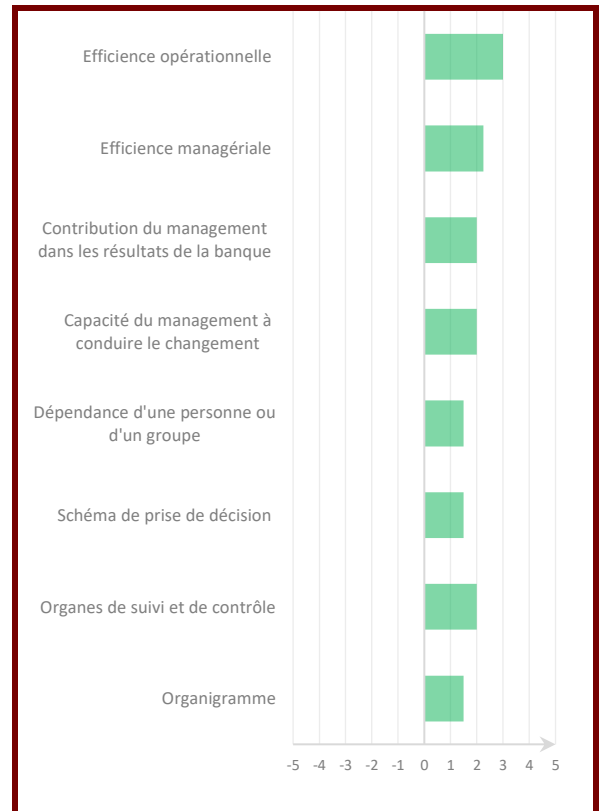 Efficience opérationnelle
Efficience managériale
Contribution du management
dans les résultats de la banque
Capacité du management à
conduire le changement
Dépendance d'une personne ou
d'un groupe
Schéma de prise de décision
Organes de suivi et de contrôle
Organigramme
-5 -4 -3 -2 -1 0 1 2 3 4 5